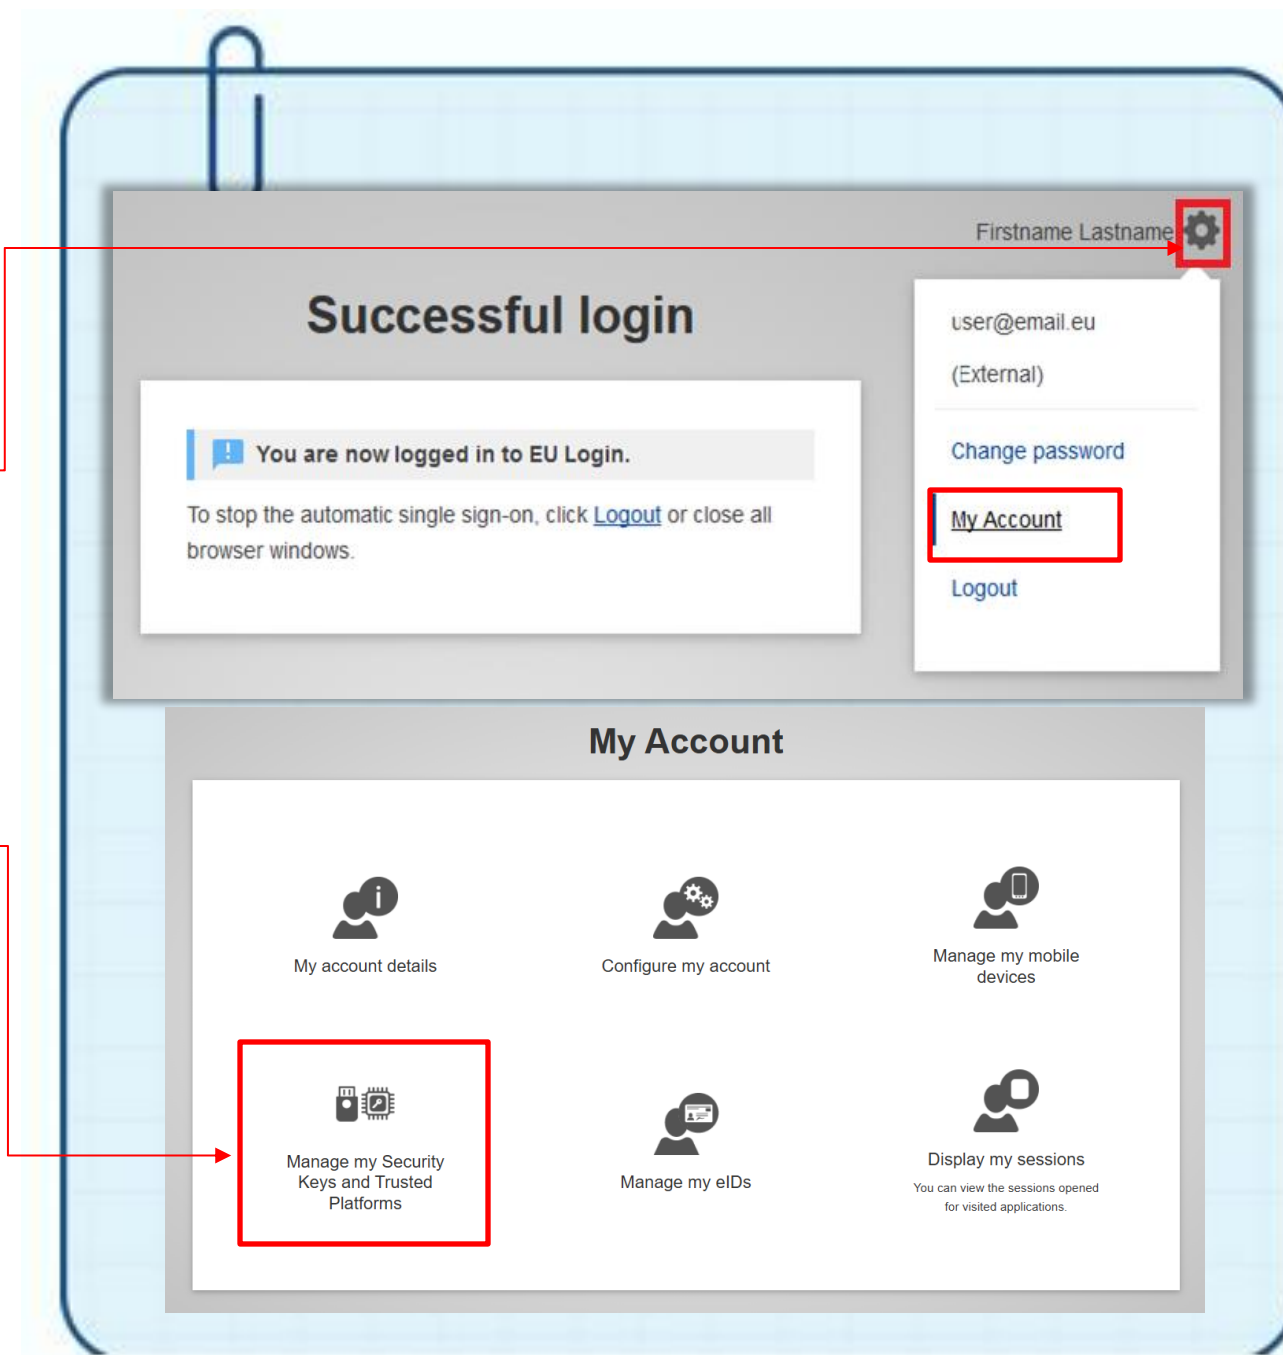 Firstname Lastname
Successful login
user@email.eu
(External)
You are now logged in to EU Login.
Change password
To stop the automatic single sign-on, click Logout or close all
browser windows.
My Account
Logout
My Account
My account details
Configure my account
Manage my mobile
devices
Manage my Security
Keys and Trusted
Platforms
Manage my eIDs
Display my sessions
You can view the sessions opened
for visited applications.